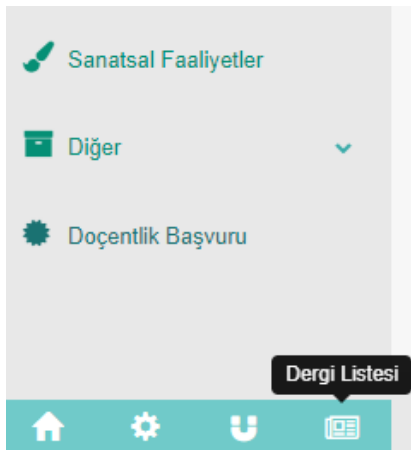 Sanatsal Faaliyetler
Diğer
Doçentlik Başvuru
Dergi Listesi